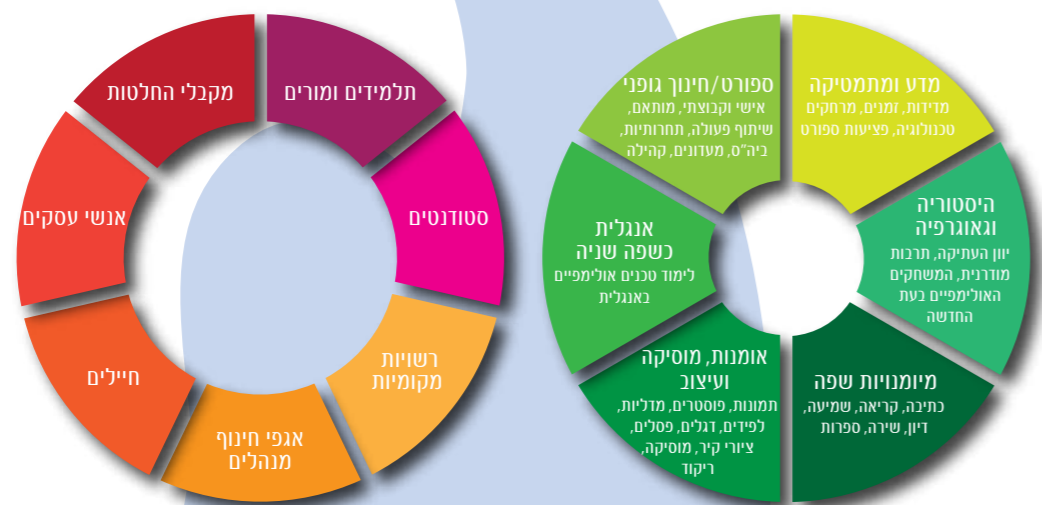 מדע ומתמטיקה
מדידות, זמנים, מרחקים
טכנולוגיה, פציעות ספורט
היסטוריה
וגאוגרפיה
יוון העתיקה, תרבות
מודרנית, המשחקים
האולימפיים בעת
החדשה
מיומנויות שפה
כתיבה, קריאה, שמיעה,
דיון, שירה, ספרות
אומנות, מוסיקה
ועיצוב
תמונות, פוסטרים, מדליות,
לפידים, דגלים, פסלים,
ציורי קיר, מוסיקה,
ריקוד
אנגלית
כשפה שניה
לימוד טכנים אולימפיים
באנגלית
ספורט/חינוך גופני
אישי וקבוצתי, מותאם,
שיתוף פעולה, תחרותיות,
ביה"ס, מעדונים, קהילה
תלמידים ומורים
סטודנטים
רשויות
מקומיות
אגפי חינוף
מנהלים
חיילים
אנשי עסקים
מקבלי החלטות